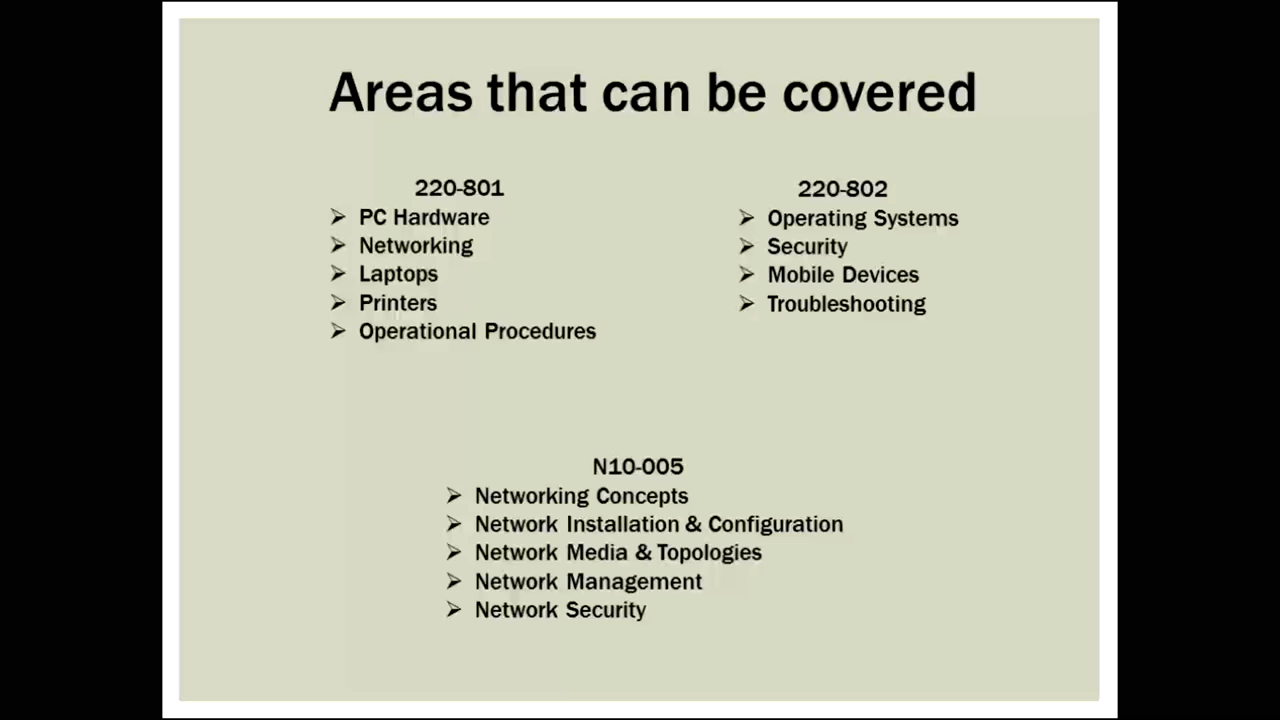 Areas that can be covered
220-801
➢ PC Hardware
➢ Networking
➢ Laptops
➢ Printers
➢ Operational Procedures
220-802
➢ Operating Systems
➢ Security
➢ Mobile Devices
➢ Troubleshooting
N10-005
➢ Networking Concepts
➢ Network Installation & Configuration
➢ Network Media & Topologies
➢ Network Management
➢ Network Security